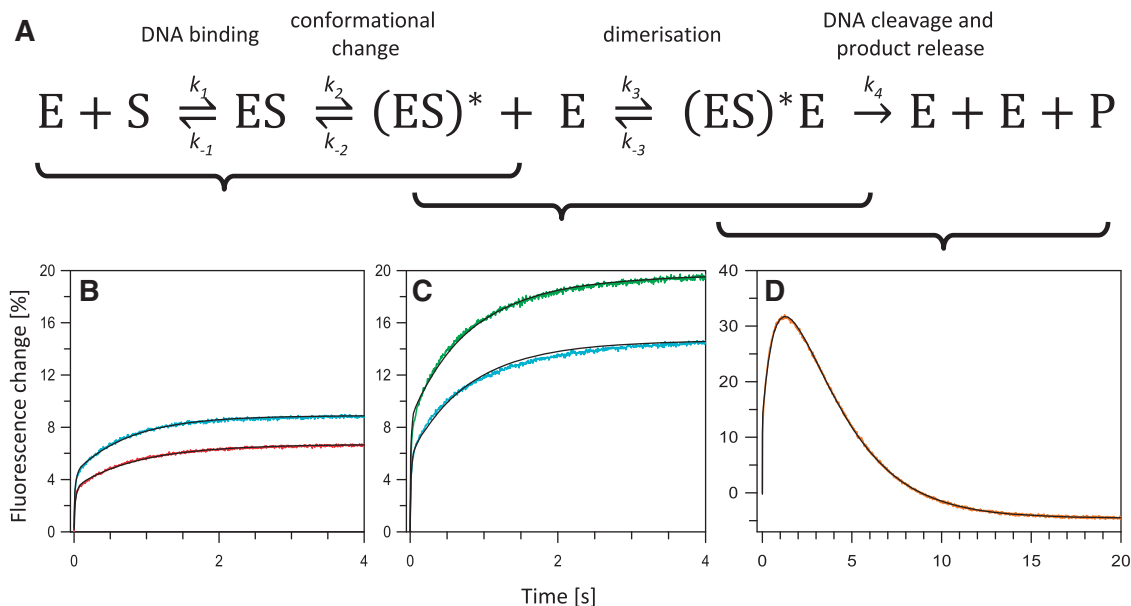 A
DNA binding
conformational
change
dimerisation
DNA cleavage and
product release
E + S k1 k-1 ⇌ ES k2 k-2 ⇌ (ES)* + E k3 k-3 ⇌ (ES)*E k4 → E + E + P
Fluorescence change [%]
B
20
16
12
8
4
0
0
2
4
C
20
16
12
8
4
0
2
4
D
40
30
20
10
0
0
5
10
15
20
Time [s]